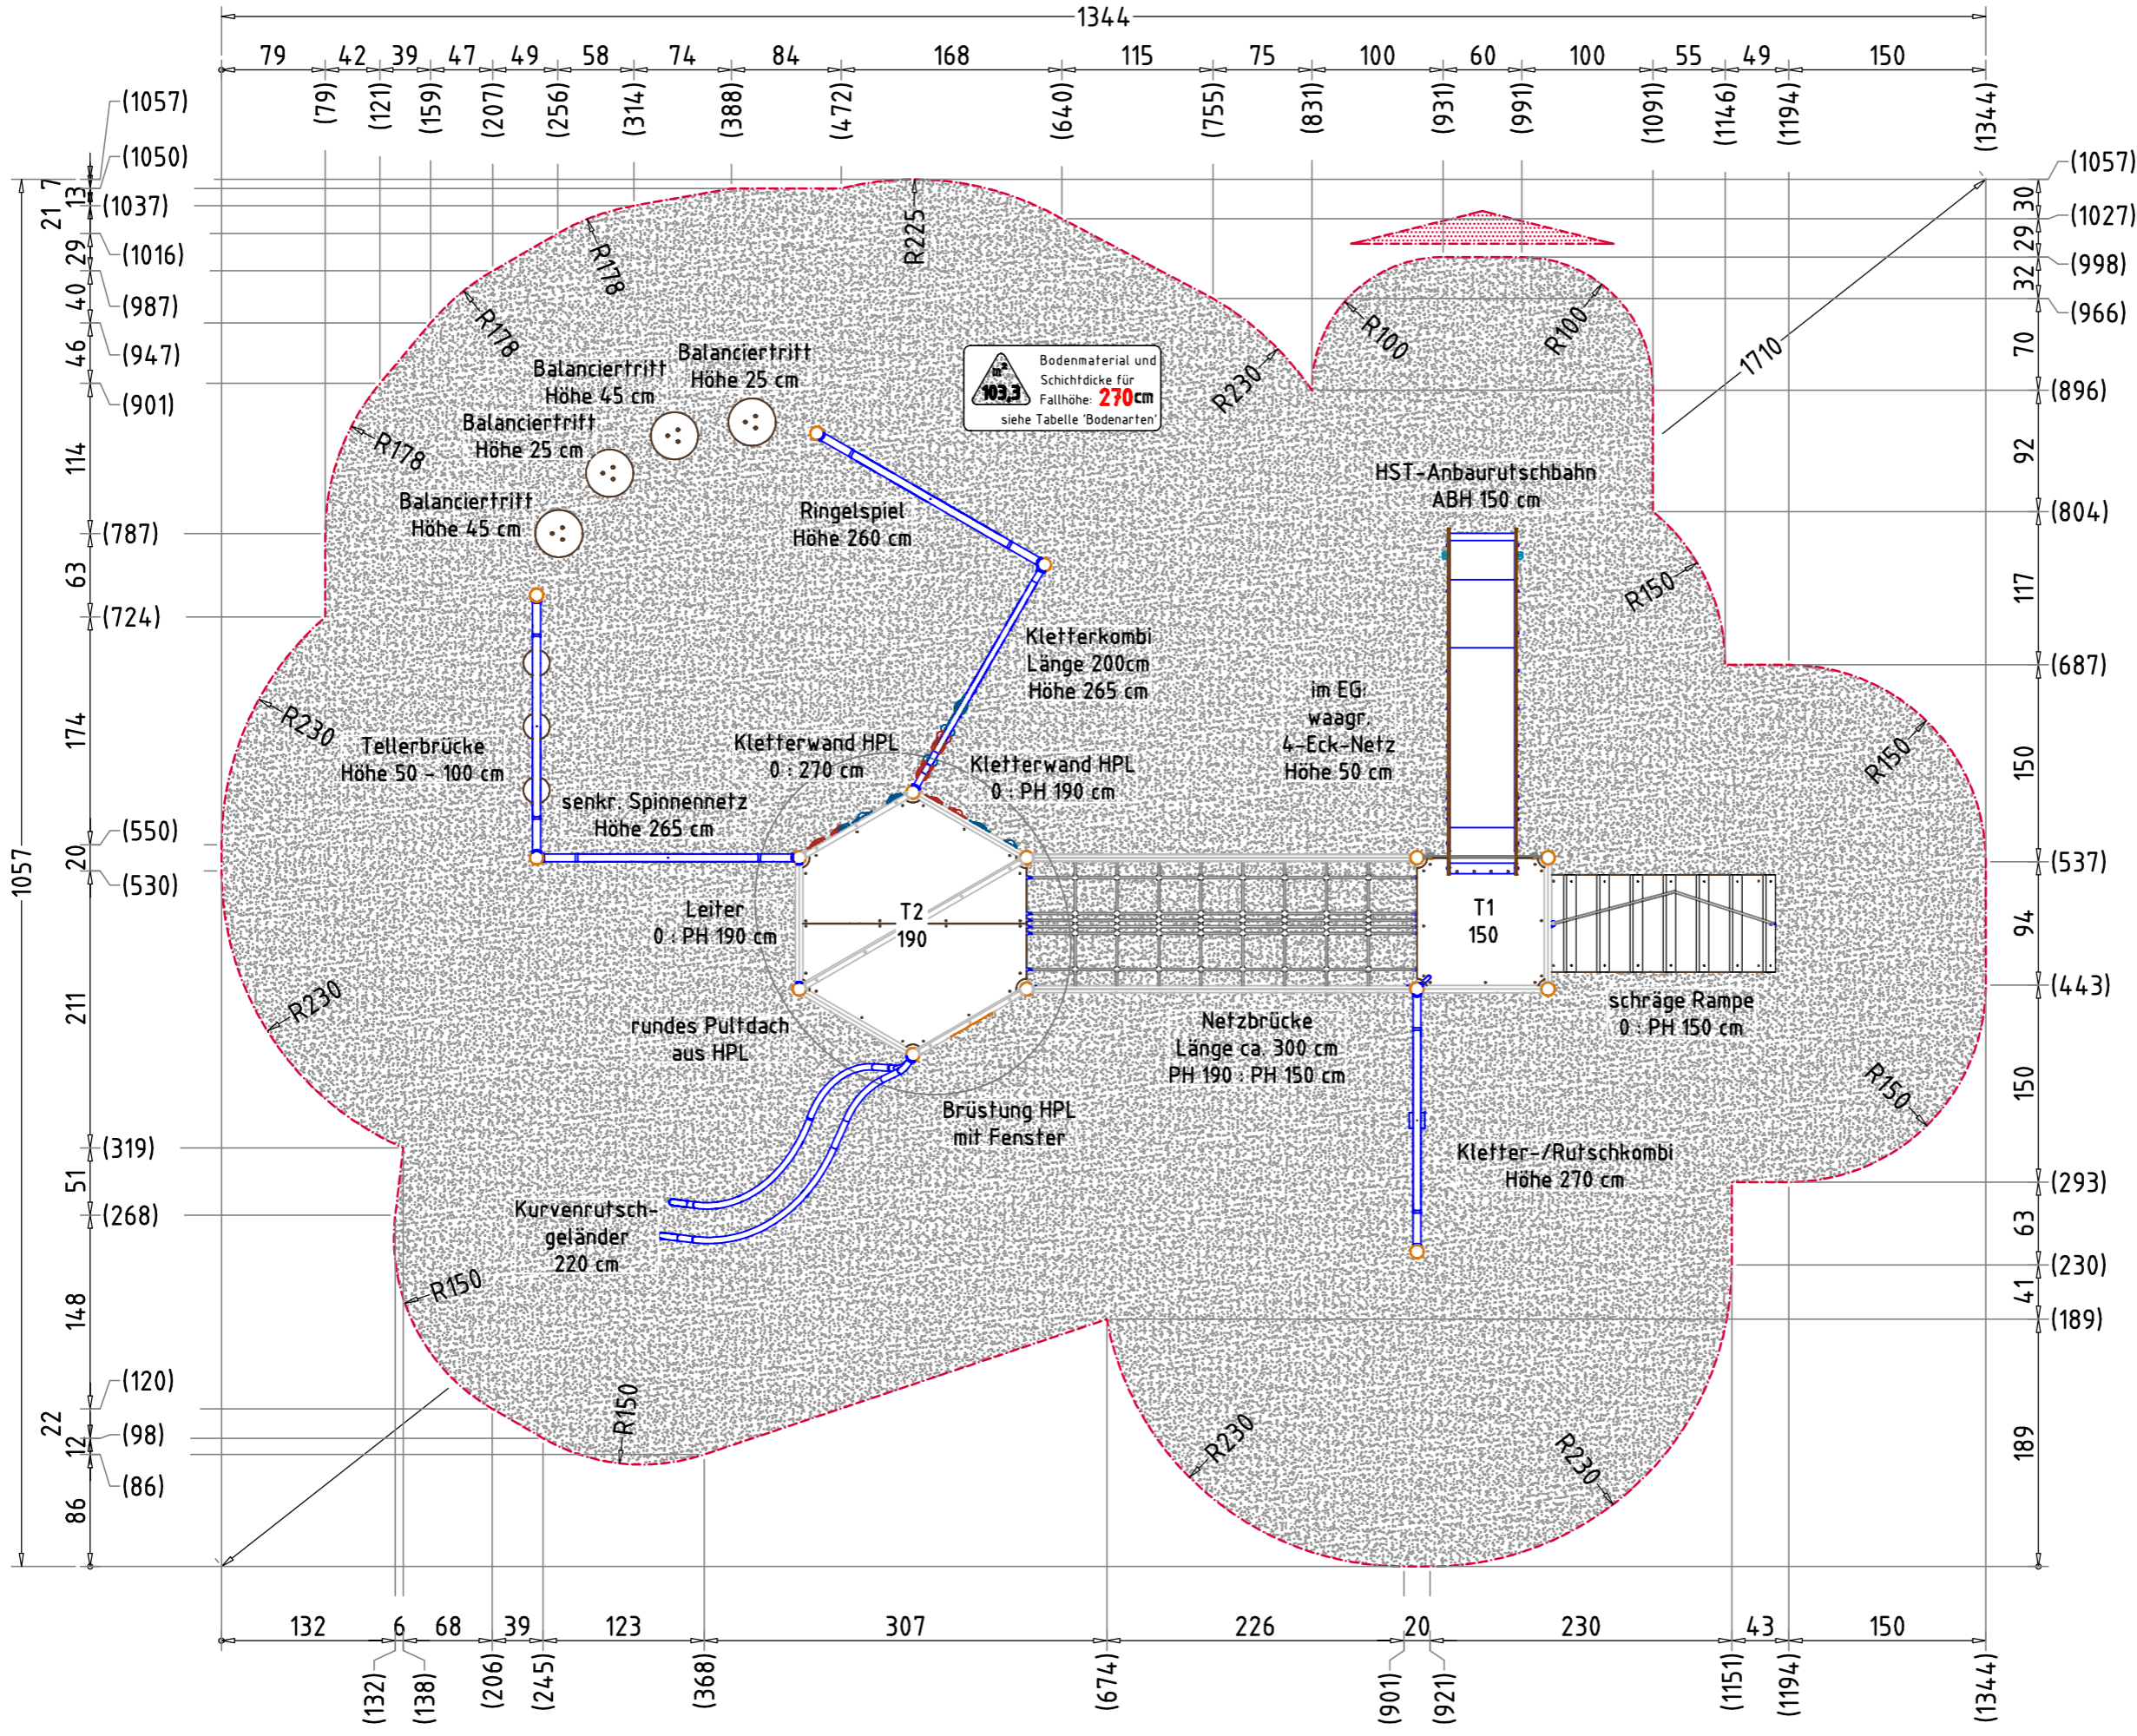 1344
79 42 39 47 49 58 74 84 168 115 75 100 60 100 55 49 150
(79) (121) (159) (207) (256) (314) (388) (472) (640) (755) (831) (931) (991) (1091) (1146) (1194) (1344)
(1057)
(1050)
(1037)
(1016)
(987)
(947)
(901)
(787)
(724)
(550)
(530)
(319)
(268)
(120)
(98)
(86)
7
13
21
29
40
46
114
63
174
20
211
51
148
22
12
86
1057
(1057)
(1027)
(998)
(966)
(896)
(804)
(687)
(537)
(443)
(293)
(230)
(189)
30
29
32
70
92
117
150
94
150
63
41
189
1710
R225
R178
R178
R178
R230
R100
R100
R150
R150
R150
R230
R230
R150
R150
R230
R230
m²
103,3
Bodenmaterial und
Schichtdicke für
Fallhöhe: 270cm
siehe Tabelle 'Bodenarten'
Balanciertritt
Höhe 25 cm
Balanciertritt
Höhe 45 cm
Balanciertritt
Höhe 25 cm
Balanciertritt
Höhe 45 cm
Ringelspiel
Höhe 260 cm
HST-Anbaurutschbahn
ABH 150 cm
Kletterkombi
Länge 200cm
Höhe 265 cm
im EG:
waagr.
4-Eck-Netz
Höhe 50 cm
Tellerbrücke
Höhe 50 - 100 cm
Kletterwand HPL
0 : 270 cm
Kletterwand HPL
0 : PH 190 cm
senkr. Spinnennetz
Höhe 265 cm
Leiter
0 : PH 190 cm
T2
190
T1
150
rundes Pultdach
aus HPL
Netzbrücke
Länge ca. 300 cm
PH 190 : PH 150 cm
schräge Rampe
0 : PH 150 cm
Brüstung HPL
mit Fenster
Kletter-/Rutschkombi
Höhe 270 cm
Kurvenrutsch-
geländer
220 cm
132 6 68 39 123 307 226 20 230 43 150
(132) (138) (206) (245) (368) (674) (901) (921) (1151) (1194) (1344)